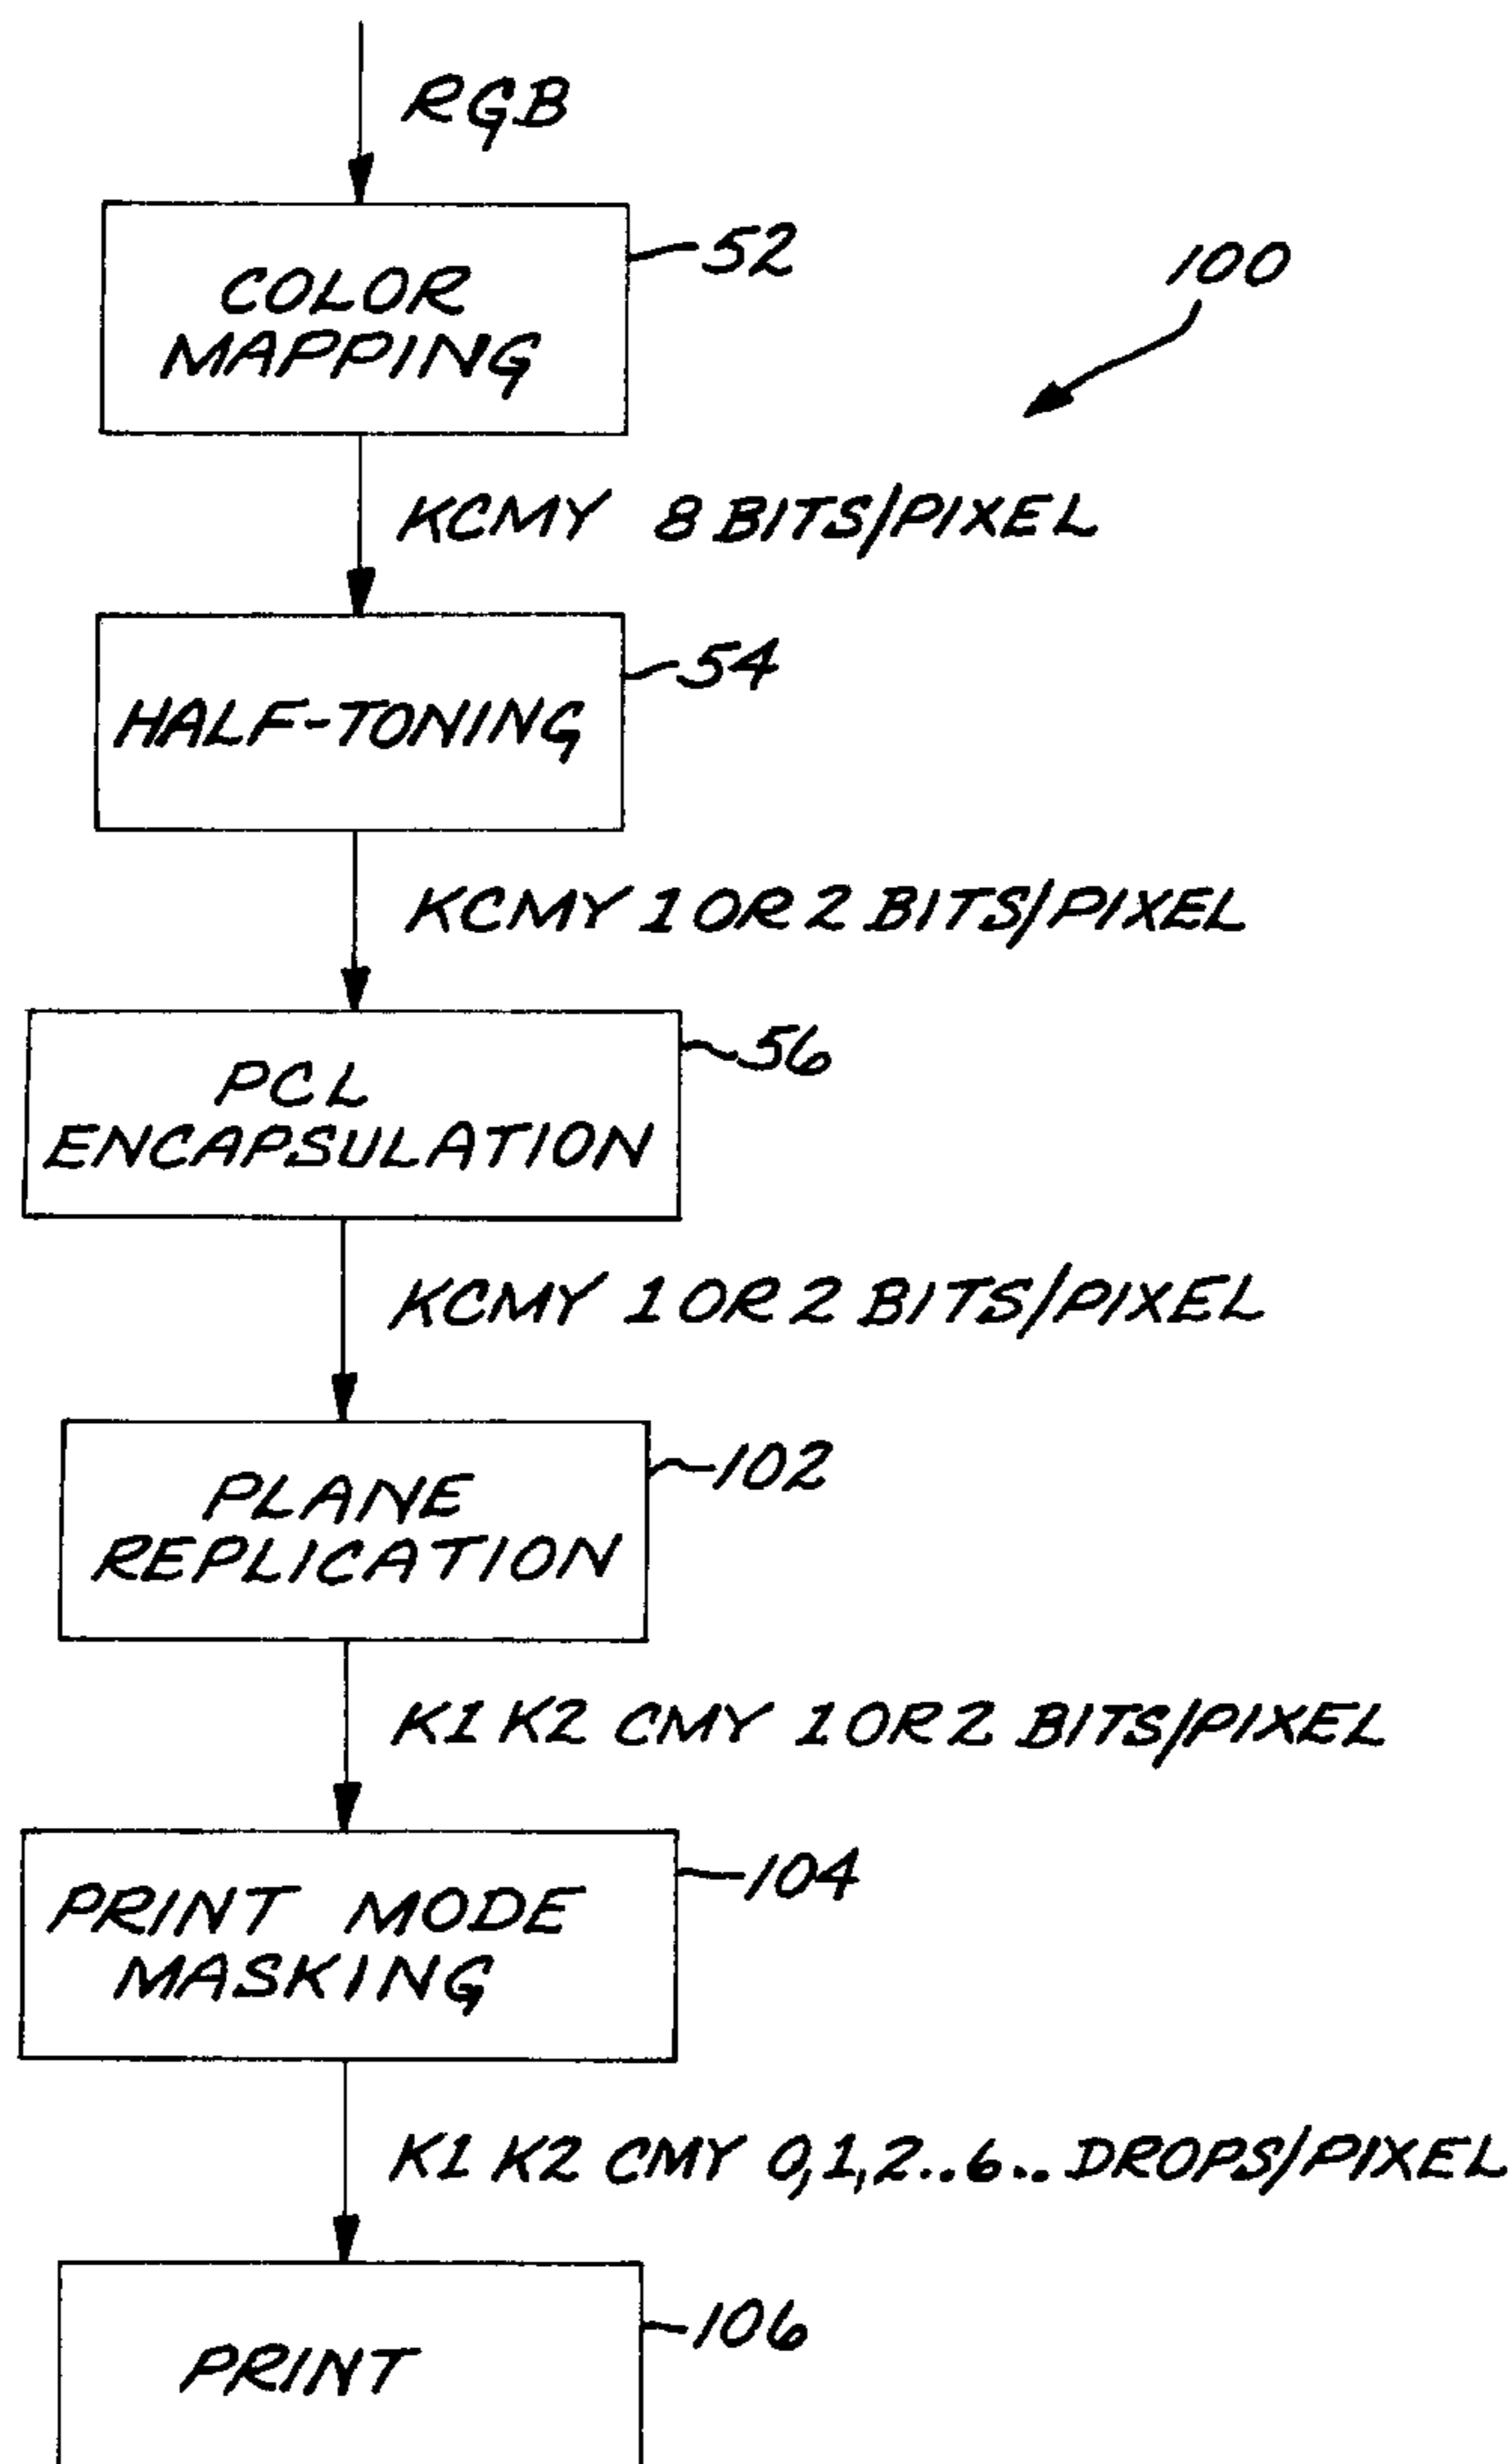 RGB
COLOR
MAPPING
52
100
KCMY 8 BITS/PIXEL
HALF-TONING
54
KCMY 1 OR 2 BITS/PIXEL
PCL
ENCAPSULATION
56
KCMY 1 OR 2 BITS/PIXEL
PLANE
REPLICATION
102
K1 K2 CMY 1 OR 2 BITS/PIXEL
PRINT MODE
MASKING
104
K1 K2 CMY 0,1,2..6.. DROPS/PIXEL
PRINT
106